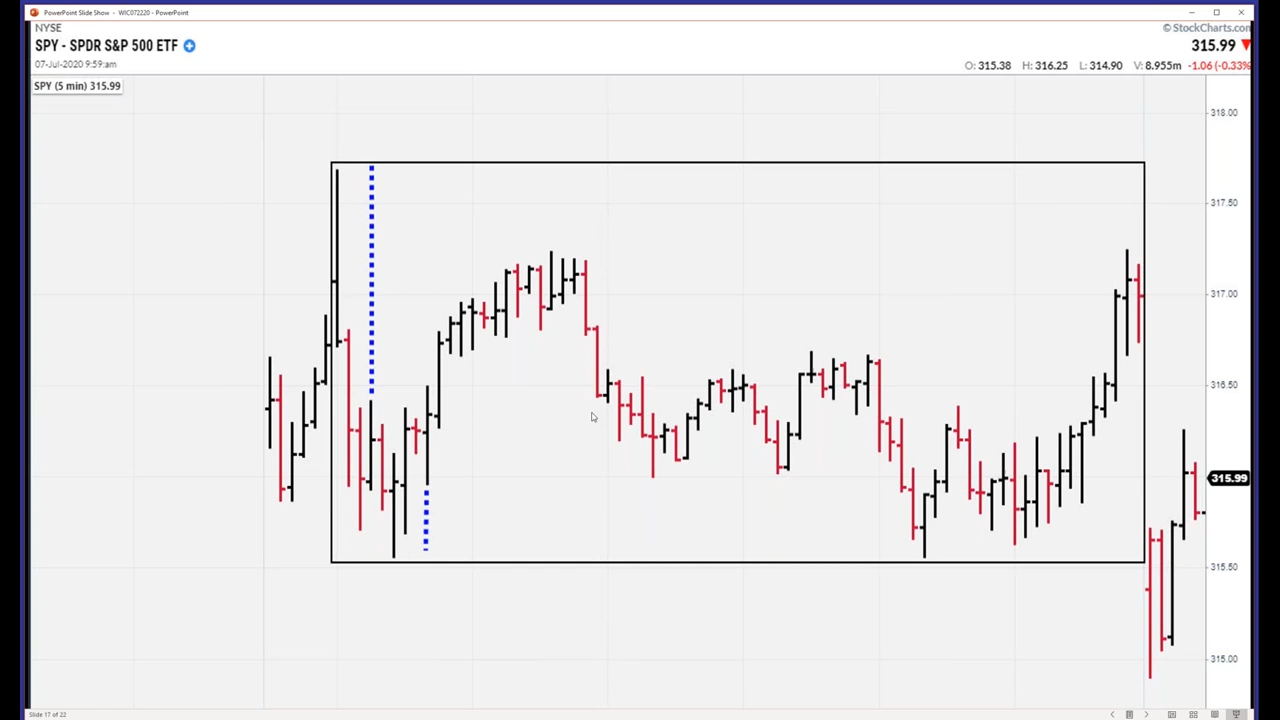 PowerPoint Slide Show - WIC072220 - PowerPoint
NYSE
© StockCharts.com
SPY - SPDR S&P 500 ETF
315.99
07-Jul-2020 9:59am
O: 315.38 H: 316.25 L: 314.90 V: 8.955m -1.06 (-0.33%
SPY (5 min) 315.99
318.00
317.50
317.00
316.50
315.99
315.50
315.00
Slide 17 of 22